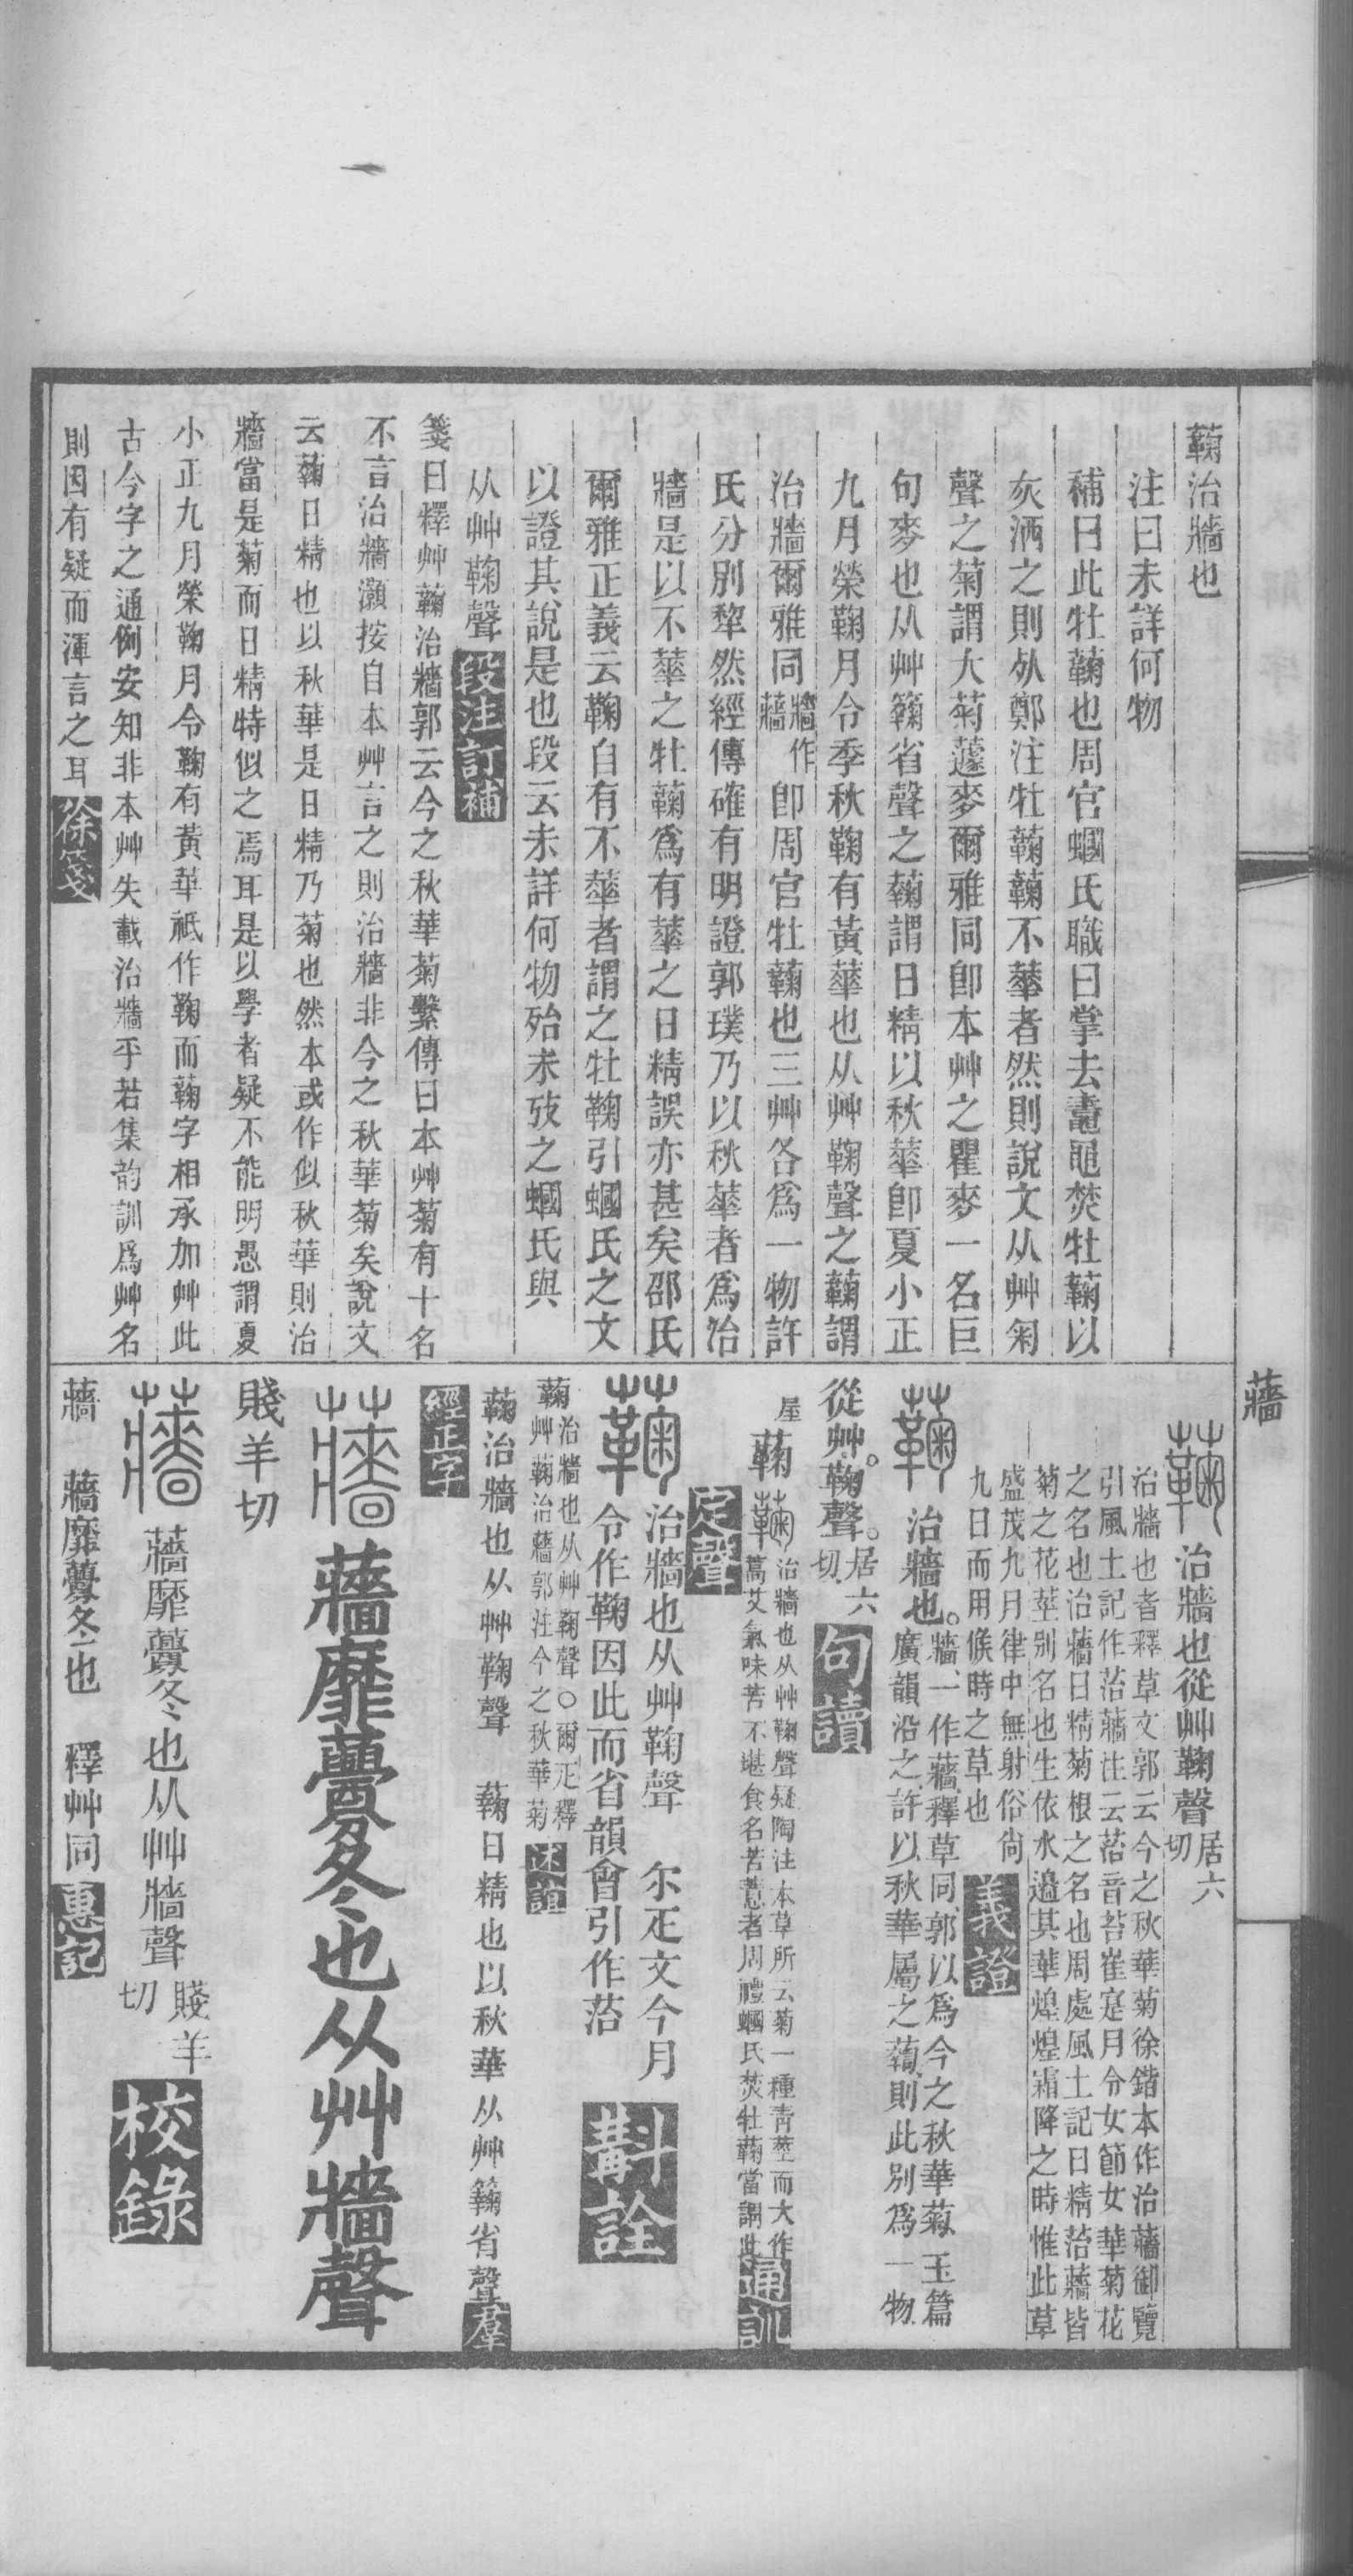 蘜治牆也
注曰未詳何物
補曰此牡蘜也周官蟈氏職曰掌去鼃黽焚牡蘜以
灰洒之則死鄭注牡蘜蘜不蕐者然則說文从艸匊
聲之菊謂大菊蘧麥爾雅同卽本艸之瞿麥一名巨
句麥也从艸䉤省聲之蘜謂日精以秋蕐卽夏小正
九月榮鞠月令季秋鞠有黃蕐也从艸鞠聲之蘜謂
治牆爾雅同牆作蘠卽周官牡蘜也三艸各爲一物許
氏分別犂然經傳確有明證郭璞乃以秋蕐者爲治
牆是以不蕐之牡蘜爲有蕐之日精誤亦甚矣邵氏
爾雅正義云鞠自有不蕐者謂之牡鞠引蟈氏之文
以證其說是也段云未詳何物殆未攷之蟈氏與
从艸鞠聲段注訂補
箋曰釋艸蘜治牆郭云今之秋華菊繫傳曰本艸菊有十名
不言治牆灝按自本艸言之則治牆非今之秋華菊矣說文
云蘜日精也以秋華是日精乃菊也然本或作似秋華則治
牆當是菊而日精特似之焉耳是以學者疑不能明愚謂夏
小正九月榮鞠月令鞠有黃華祇作鞠而蘜字相承加艸此
古今字之通例安知非本艸失載治牆乎若集韵訓爲艸名
則因有疑而渾言之耳徐箋
蘠
蘜治牆也從艸鞠聲居六切
治牆也者釋草文郭云今之秋華菊徐鍇本作治蘠御覽
引風土記作菭蘠注云菭音苔崔寔月令女節女華菊花
之名也治蘠日精菊根之名也周處風土記日精菭蘠皆
菊之花莖別名也生依水邊其華煌煌霜降之時惟此草
盛茂九月律中無射俗尚
九日而用候時之草也義證
蘜治牆也。牆一作蘠釋草同郭以爲今之秋華菊玉篇
廣韻沿之許以秋華屬之蘜則此别爲一物
從艸。鞠聲。居六切句讀
屋蘜蘜治牆也从艸鞠聲疑陶注本草所云菊一種靑莖而大作
蒿艾氣味苦不堪食名苦薏者周禮蟈氏焚牡蘜當謂此通訓
定聲
蘜治牆也从艸鞠聲 尔疋文今月
令作鞠因此而省韻會引作菭斠詮
蘜治牆也从艸鞠聲〇爾疋釋
艸蘜治蘠郭注今之秋華菊述誼
蘜治牆也从艸鞠聲 蘜日精也以秋華从艸䉤省聲羣
經正字
蘠蘠靡虋冬也从艸牆聲
賤羊切
蘠蘠靡虋冬也从艸牆聲賤羊切校錄
蘠 蘠靡虋冬也 釋艸同惠記